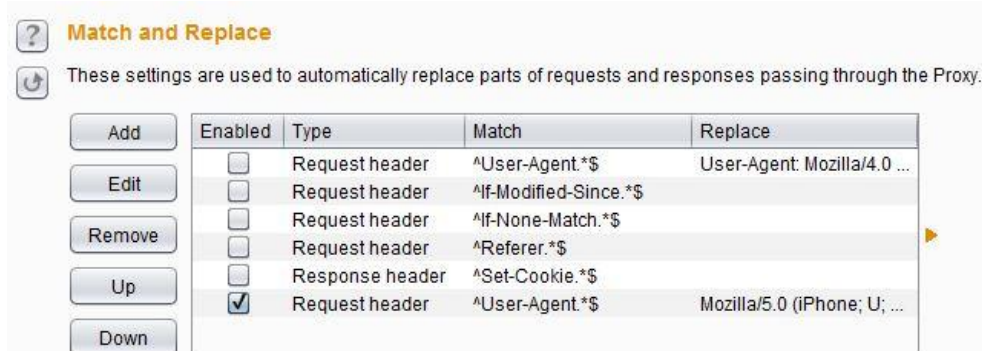 ? Match and Replace
These settings are used to automatically replace parts of requests and responses passing through the Proxy.
Add
Edit
Remove
Up
Down
Enabled Type Match Replace
Request header ^User-Agent.*$ User-Agent: Mozilla/4.0 ...
Request header ^If-Modified-Since.*$
Request header ^If-None-Match.*$
Request header ^Referer.*$
Response header ^Set-Cookie.*$
Request header ^User-Agent.*$ Mozilla/5.0 (iPhone; U; ...